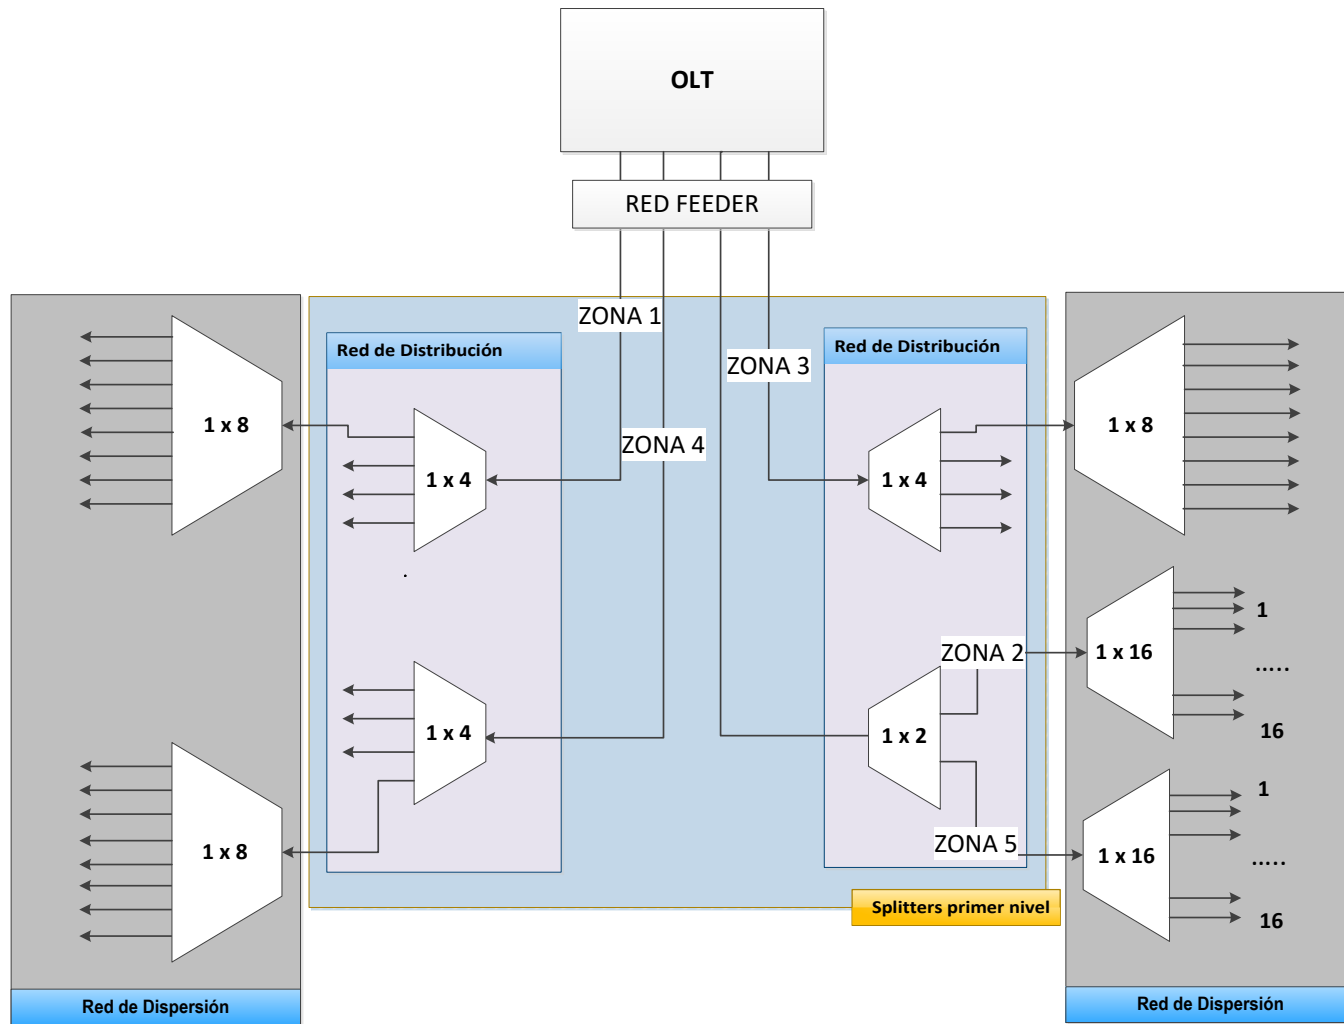 OLT
RED FEEDER
ZONA 1
Red de Distribución
Red de Distribución
ZONA 3
1 x 8
ZONA 4
1 x 4
1 x 4
1 x 8
.
1
ZONA 2
1 x 16
.....
16
1 x 4
1 x 2
1
ZONA 5
1 x 8
1 x 16
.....
16
Splitters primer nivel
Red de Dispersión
Red de Dispersión